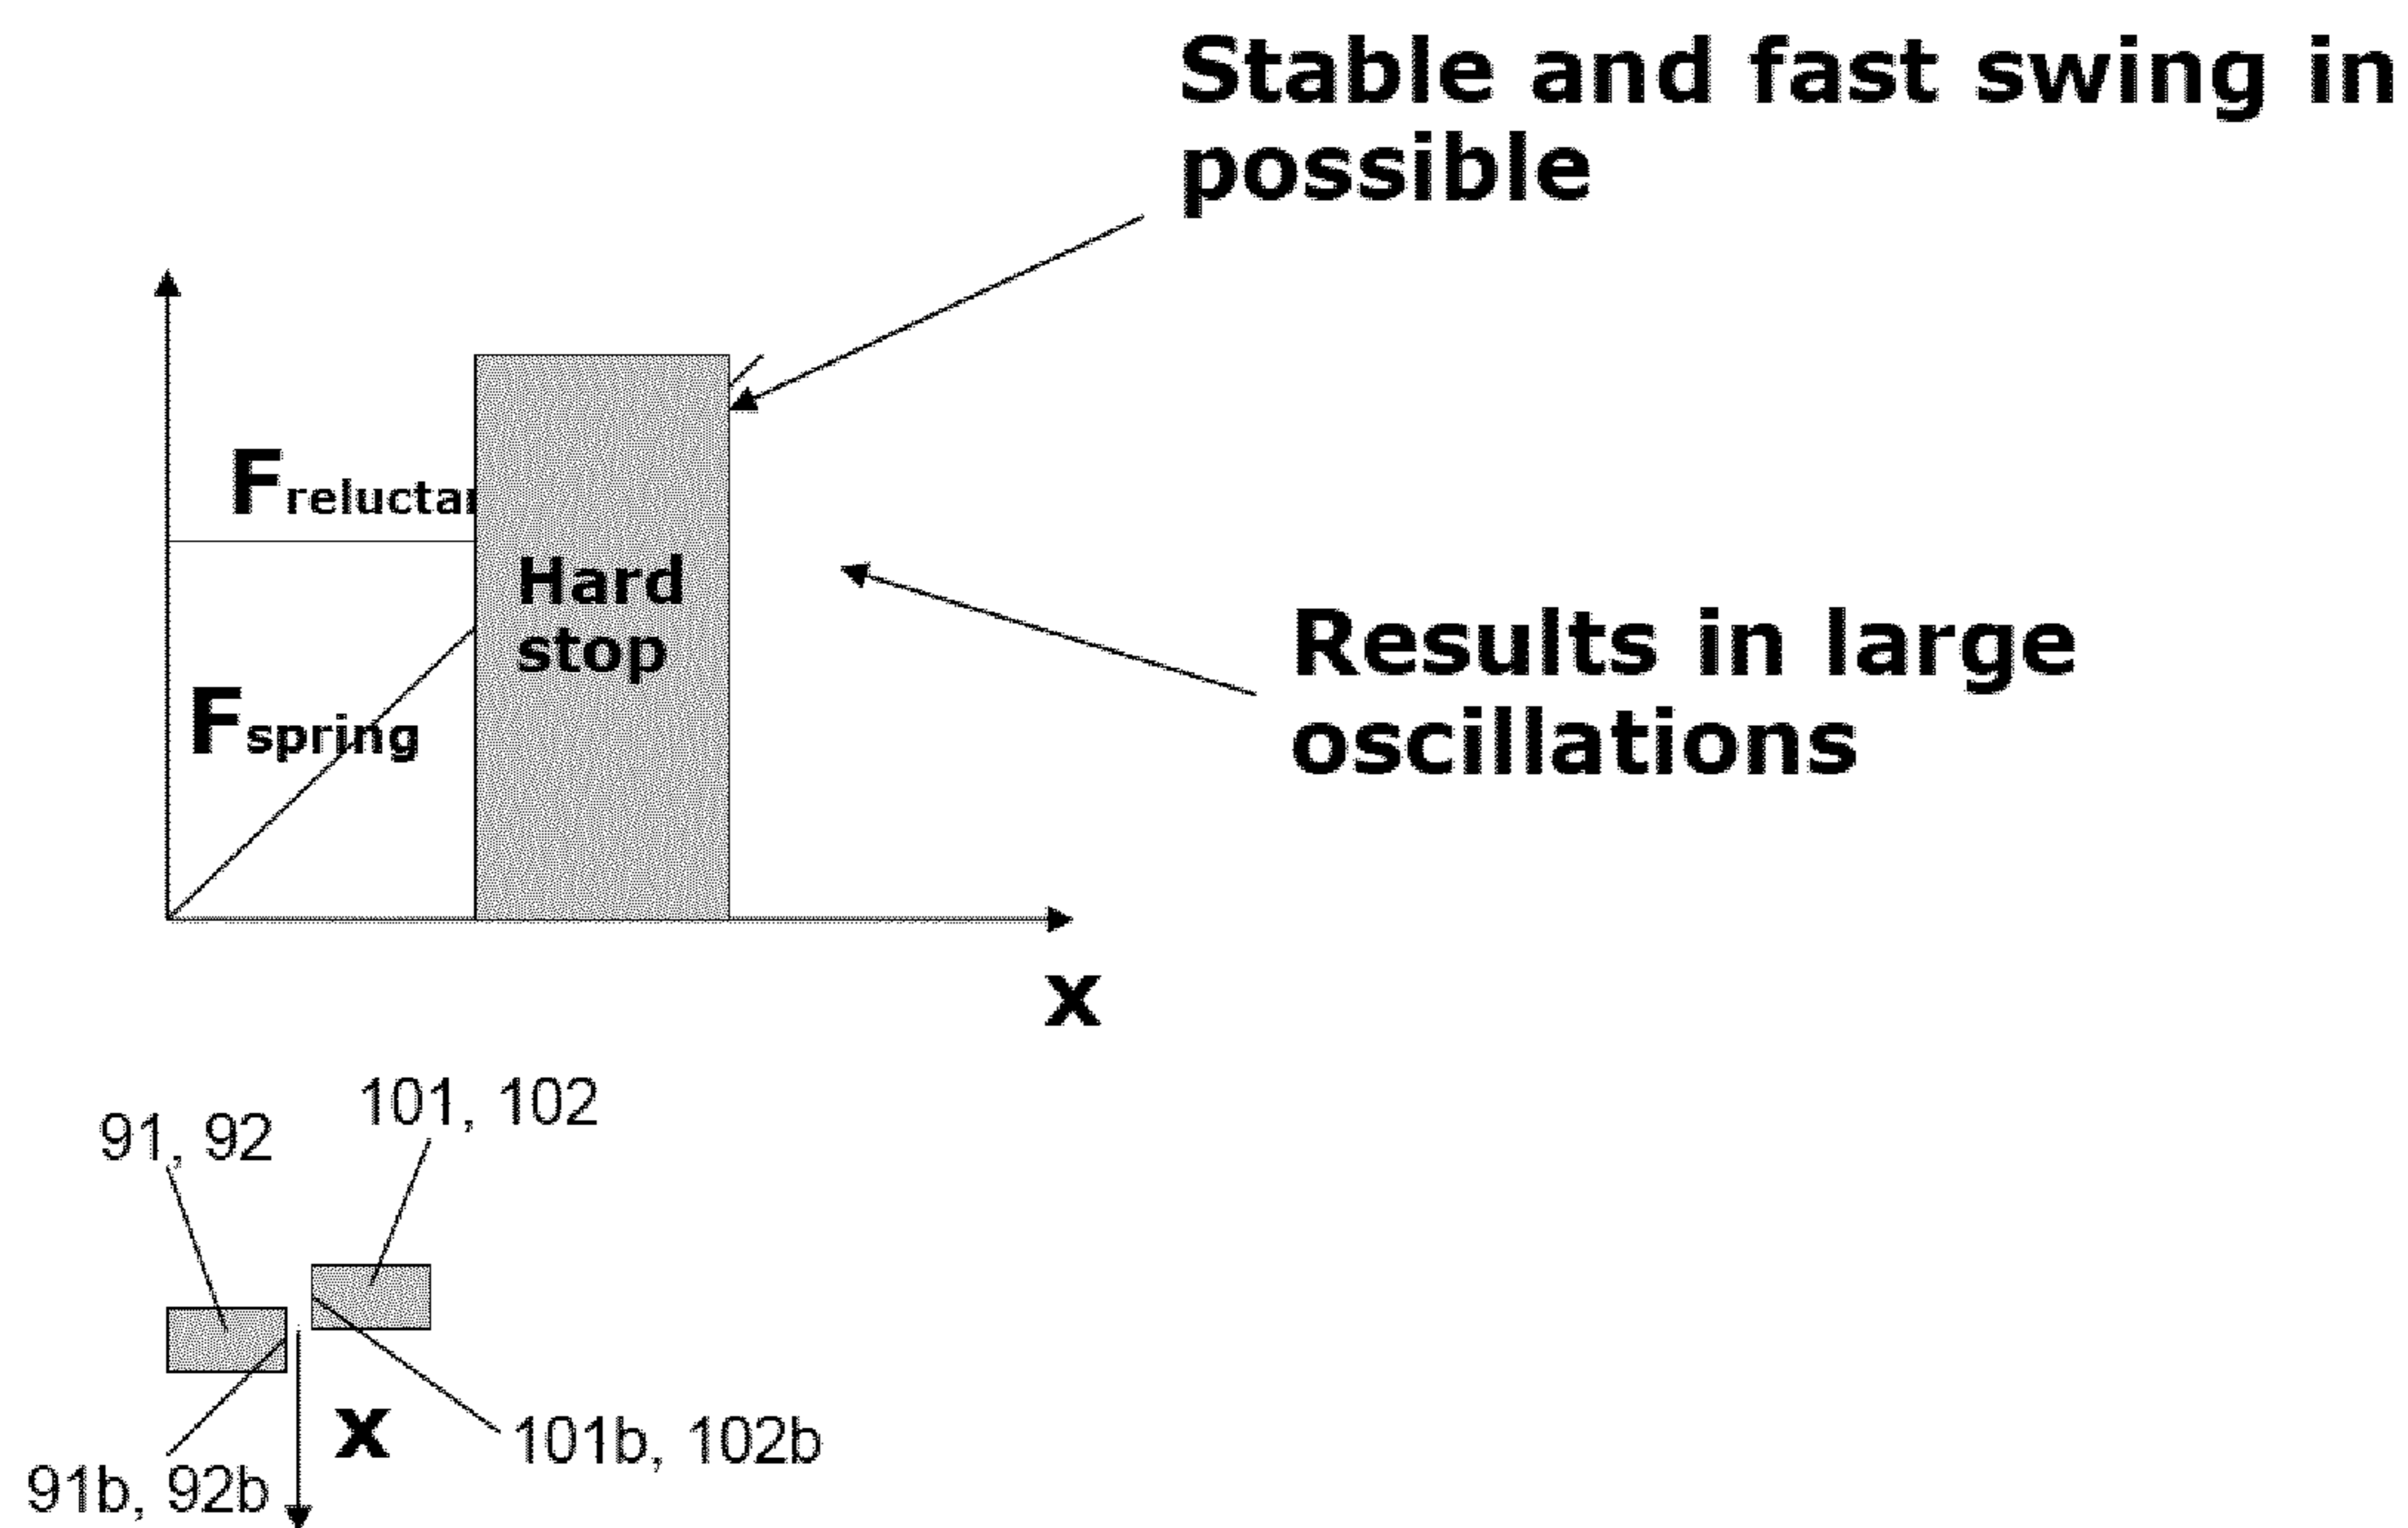 Stable and fast swing in
possible
Freluctan
Hard
stop
Fspring
Results in large
oscillations
x
101, 102
91, 92
x
101b, 102b
91b, 92b